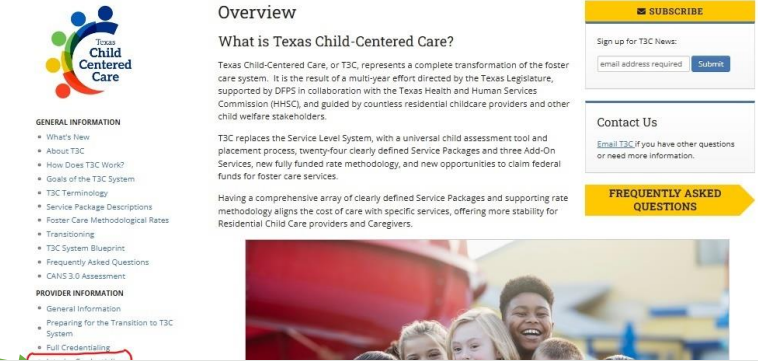 Texas
Child
Centered
Care
GENERAL INFORMATION
What's New
About T3C
How Does T3C Work?
Goals of the T3C System
T3C Terminology
Service Package Descriptions
Foster Care Methodological Rates
Transitioning
T3C System Blueprint
Frequently Asked Questions
CANS 3.0 Assessment
PROVIDER INFORMATION
General Information
Preparing for the Transition to T3C
System
Full Credentialing
Overview
What is Texas Child-Centered Care?
Texas Child-Centered Care, or T3C, represents a complete transformation of the foster
care system. It is the result of a multi-year effort directed by the Texas Legislature,
supported by DFPS in collaboration with the Texas Health and Human Services
Commission (HHSC), and guided by countless residential childcare providers and other
child welfare stakeholders.
T3C replaces the Service Level System, with a universal child assessment tool and
placement process, twenty-four clearly defined Service Packages and three Add-On
Services, new fully funded rate methodology, and new opportunities to claim federal
funds for foster care services.
Having a comprehensive array of clearly defined Service Packages and supporting rate
methodology aligns the cost of care with specific services, offering more stability for
Residential Child Care providers and Caregivers.
SUBSCRIBE
Sign up for T3C News:
email address required Submit
Contact Us
Email T3C if you have other questions
or need more information.
FREQUENTLY ASKED
QUESTIONS